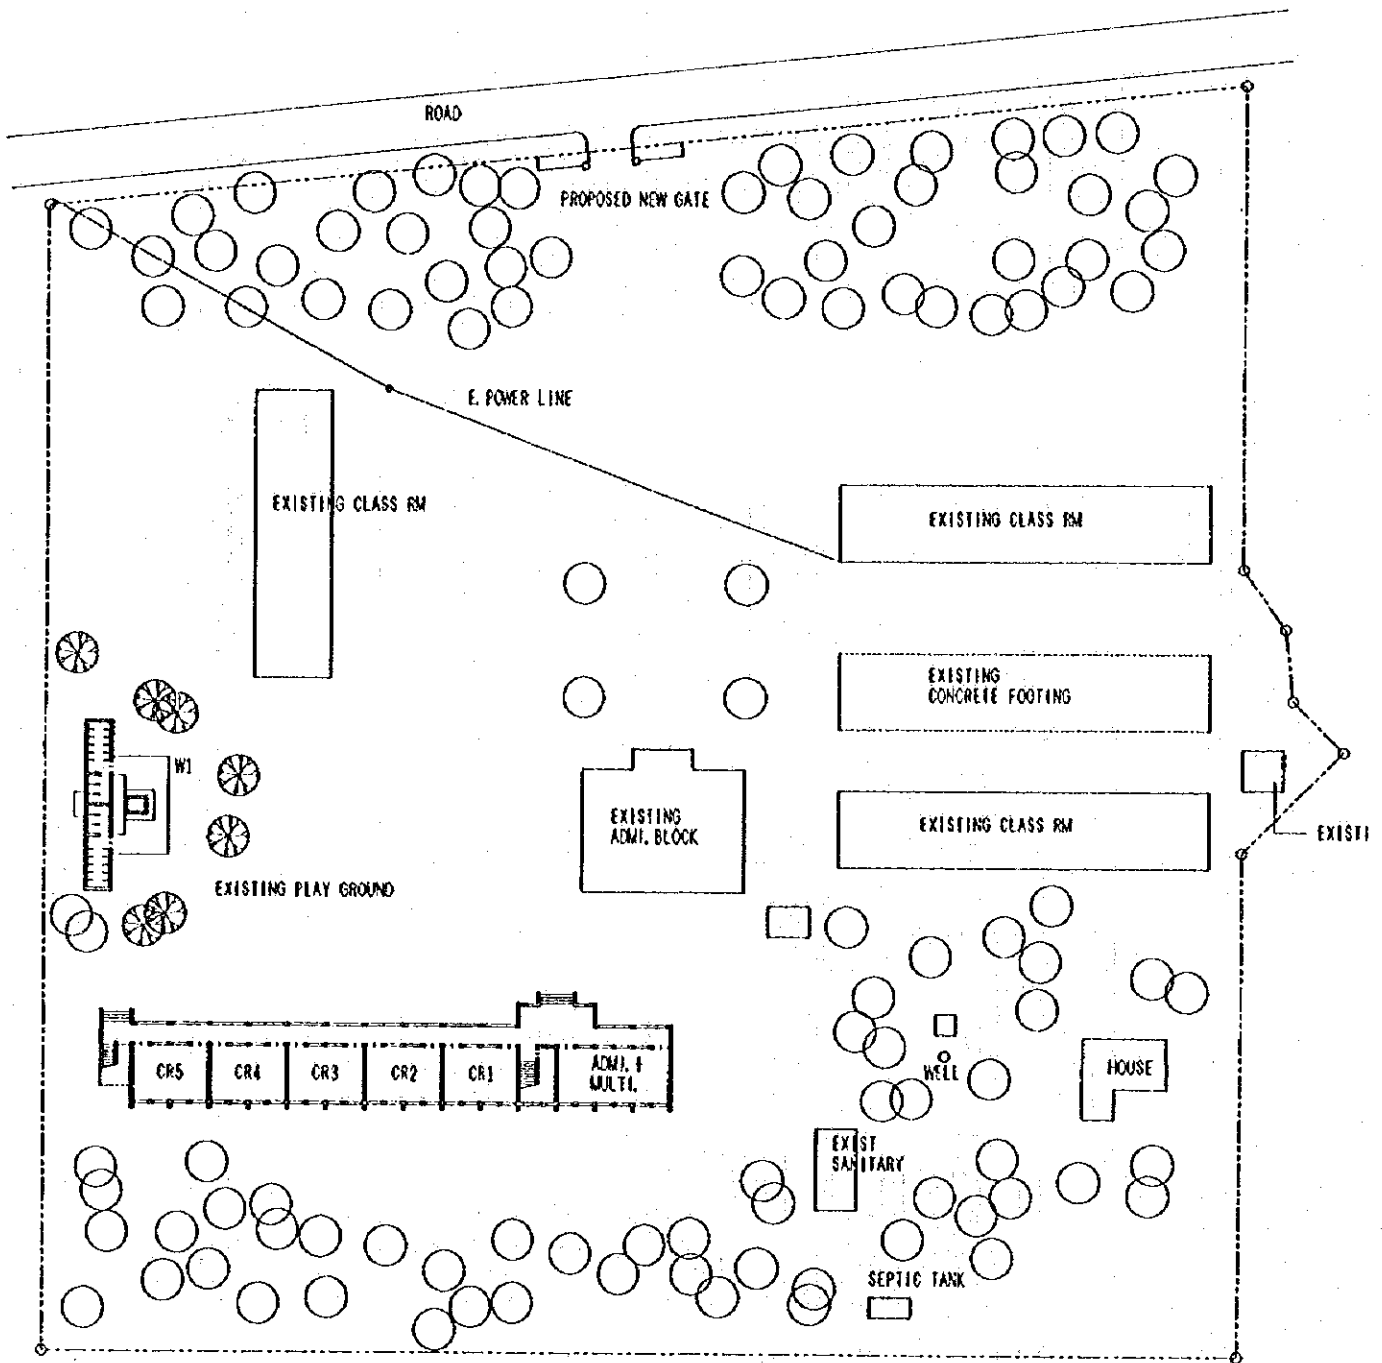 ROAD
PROPOSED NEW GATE
E. POWER LINE
EXISTING CLASS RM
EXISTING CLASS RM
EXISTING
CONCRETE FOOTING
W1
EXISTING
ADMI. BLOCK
EXISTING CLASS RM
EXISTI
EXISTING PLAY GROUND
CR5
CR4
CR3
CR2
CR1
ADMI. &
MULTI.
WELL
HOUSE
EXIST
SANITARY
SEPTIC TANK